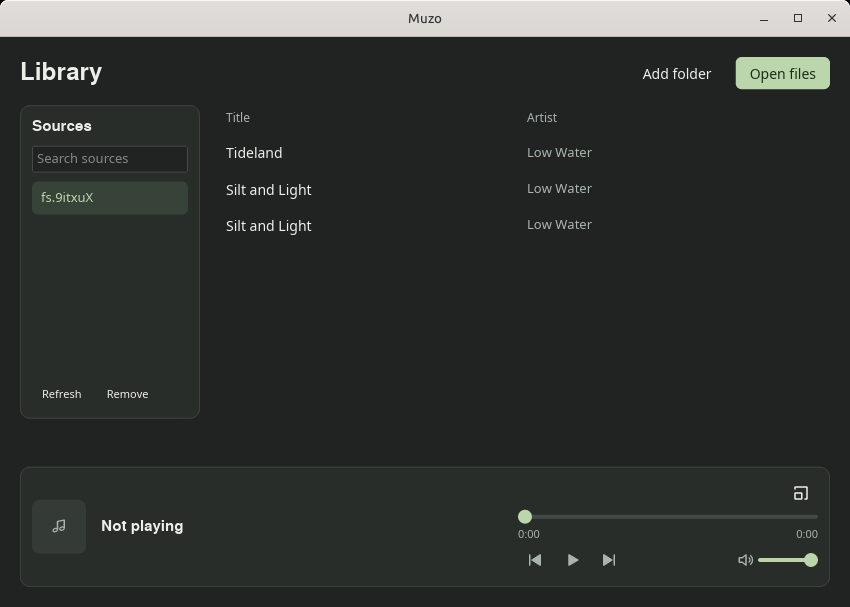 Muzo
Library
Add folder
Open files
Sources
Search sources
fs.9itxuX
Refresh
Remove
Title
Artist
Tideland
Low Water
Silt and Light
Low Water
Silt and Light
Low Water
Not playing
0:00
0:00